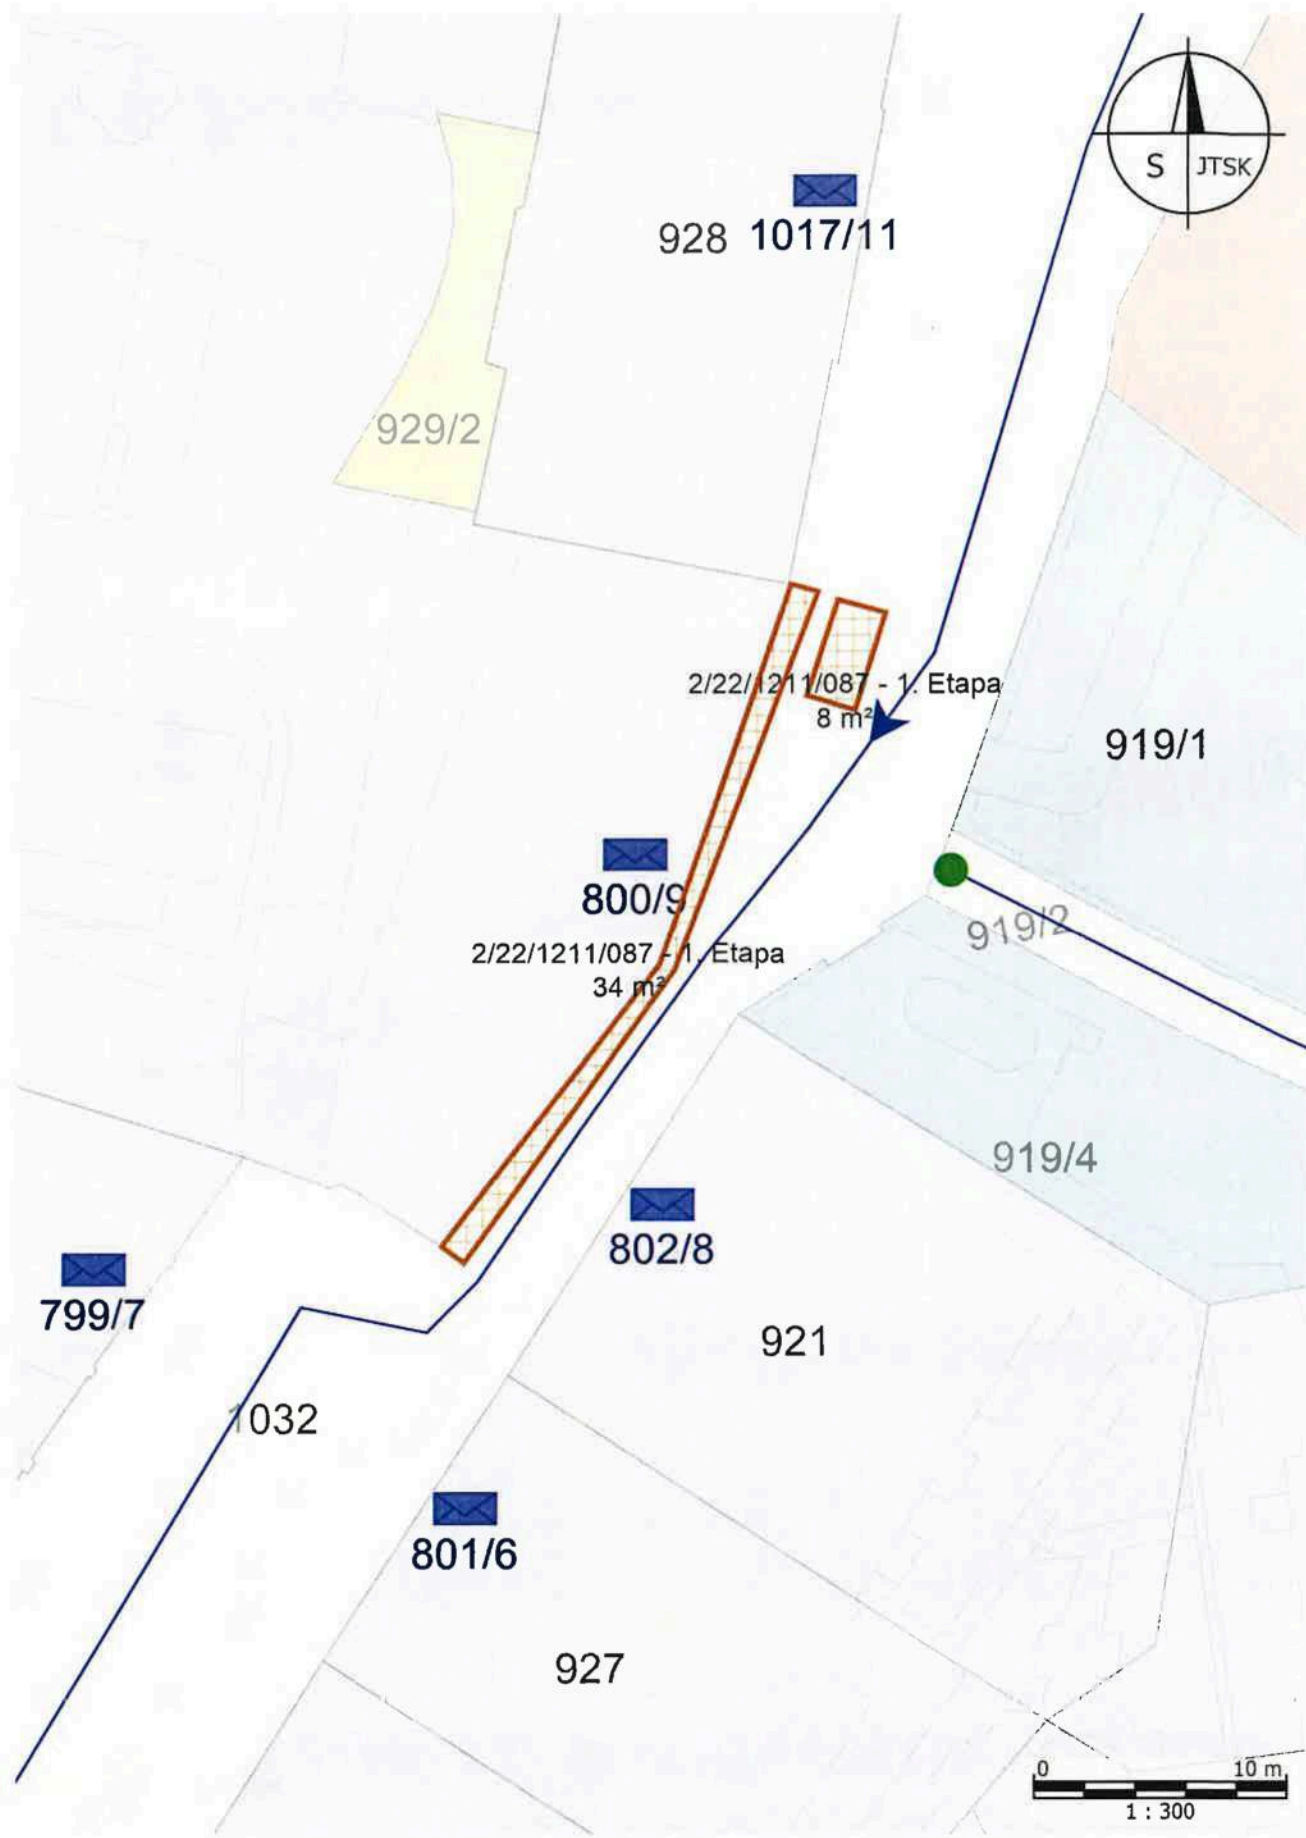 S JTSK
928 1017/11
929/2
2/22/1211/087 - 1. Etapa
8 m²
919/1
800/9
919/2
2/22/1211/087 - 1. Etapa
34 m²
919/4
802/8
799/7
921
1032
801/6
927
0 10 m
1 : 300